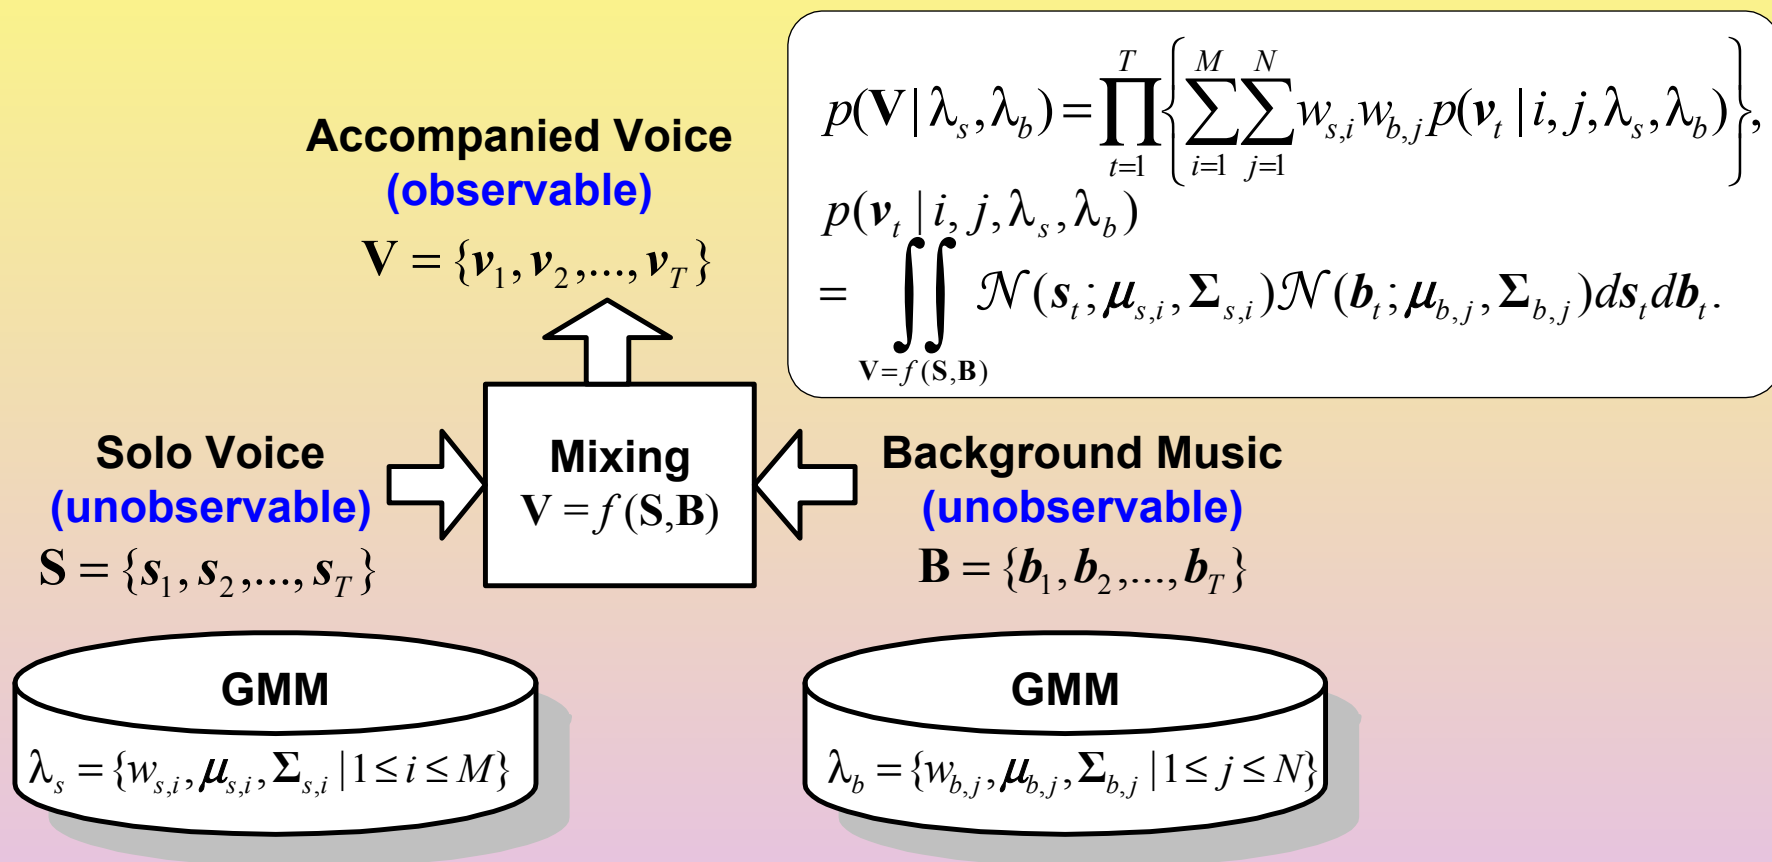 p(V | λ_s, λ_b) = ∏_{t=1}^{T} { ∑_{i=1}^{M} ∑_{j=1}^{N} w_{s,i} w_{b,j} p(v_t | i, j, λ_s, λ_b) },
p(v_t | i, j, λ_s, λ_b)
= ∬_{V=f(S,B)} 𝒩(s_t; μ_{s,i}, Σ_{s,i}) 𝒩(b_t; μ_{b,j}, Σ_{b,j}) ds_t db_t.
Accompanied Voice
(observable)
V = {v_1, v_2,..., v_T}
Solo Voice
(unobservable)
S = {s_1, s_2,..., s_T}
Mixing
V = f(S,B)
Background Music
(unobservable)
B = {b_1, b_2,..., b_T}
GMM
λ_s = {w_{s,i}, μ_{s,i}, Σ_{s,i} | 1 ≤ i ≤ M}
GMM
λ_b = {w_{b,j}, μ_{b,j}, Σ_{b,j} | 1 ≤ j ≤ N}